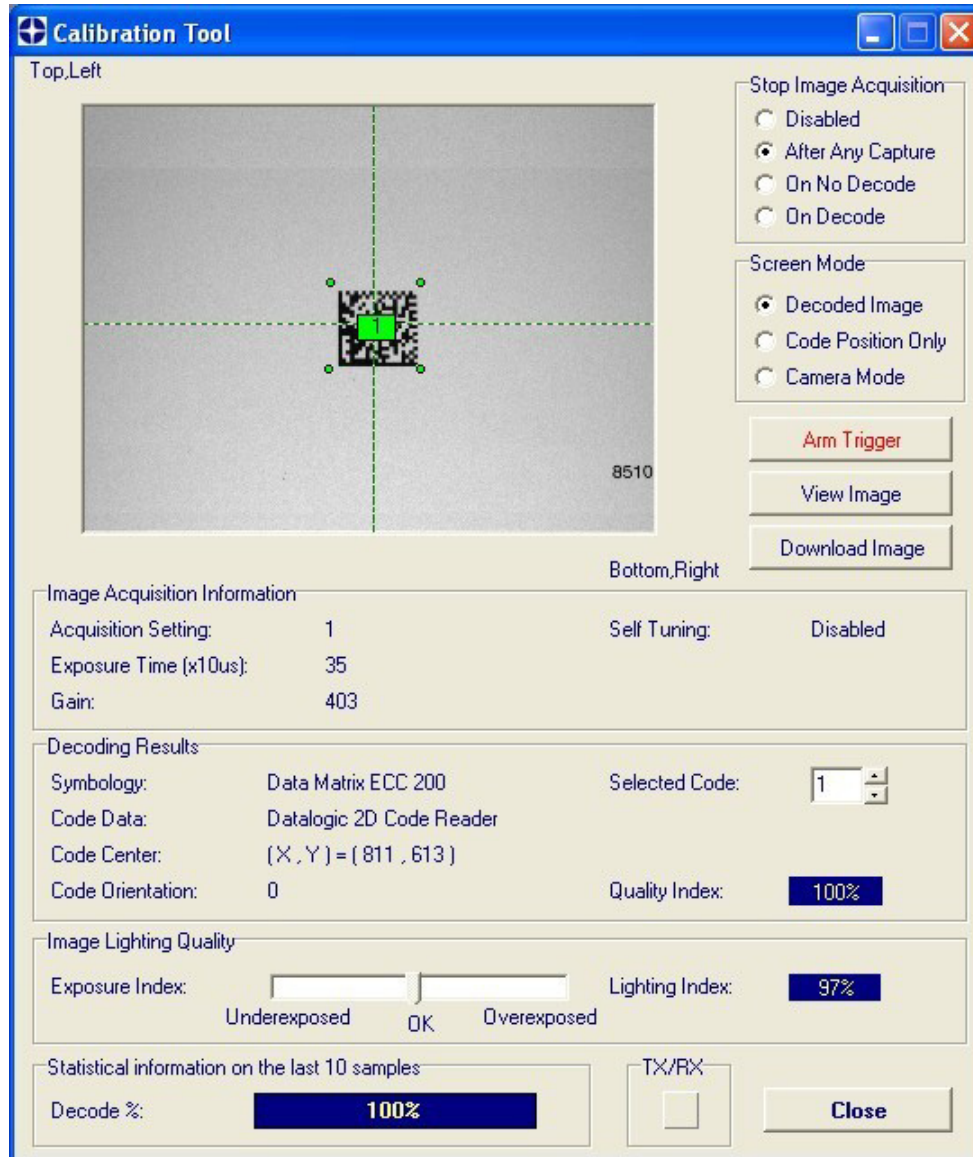 Calibration Tool
Top,Left
1
8510
Bottom,Right
Stop Image Acquisition
Disabled
After Any Capture
On No Decode
On Decode
Screen Mode
Decoded Image
Code Position Only
Camera Mode
Arm Trigger
View Image
Download Image
Image Acquisition Information
Acquisition Setting: 1 Self Tuning: Disabled
Exposure Time (x10us): 35
Gain: 403
Decoding Results
Symbology: Data Matrix ECC 200 Selected Code: 1
Code Data: Datalogic 2D Code Reader
Code Center: ( X , Y ) = ( 811 , 613 )
Code Orientation: 0 Quality Index: 100%
Image Lighting Quality
Exposure Index: Lighting Index: 97%
Underexposed OK Overexposed
Statistical information on the last 10 samples
Decode %: 100%
TX/RX
Close